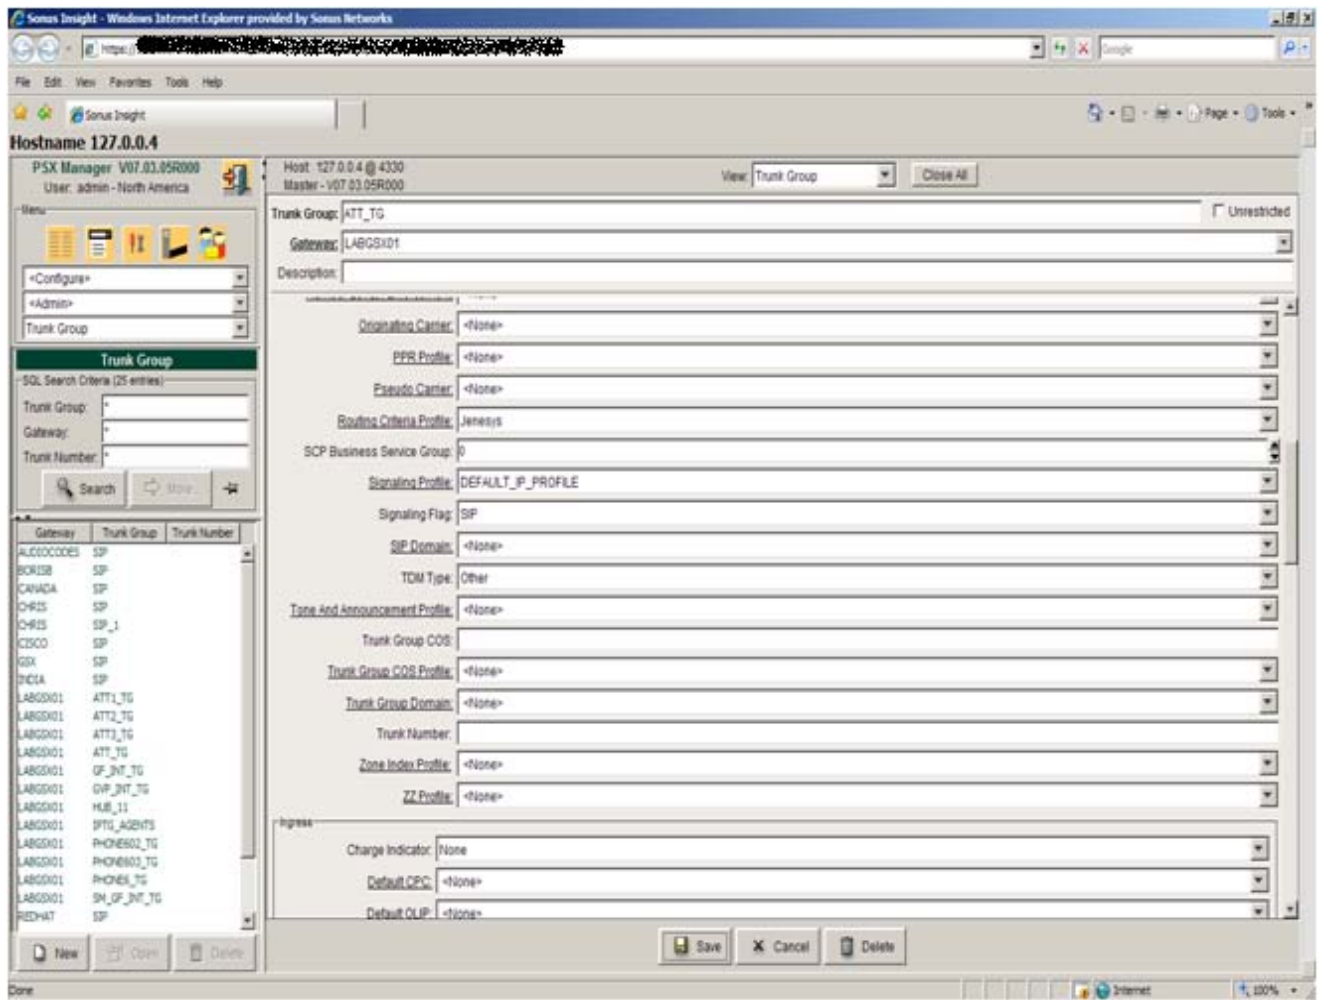 Sonus Insight - Windows Internet Explorer provided by Sonus Networks
https://
Google
File Edit View Favorites Tools Help
Sonus Insight
Page Tools
Hostname 127.0.0.4
PSX Manager V07.03.05R000
User: admin - North America
Menu
<Configure>
<Admin>
Trunk Group
Trunk Group
SQL Search Criteria (25 entries)
Trunk Group: *
Gateway: *
Trunk Number: *
Search More...
Gateway Trunk Group Trunk Number
AUDIOCODES SIP
BORISB SIP
CANADA SIP
CHRIS SIP
CHRIS SIP_1
CISCO SIP
GSX SIP
INDIA SIP
LABGSX01 ATT1_TG
LABGSX01 ATT2_TG
LABGSX01 ATT3_TG
LABGSX01 ATT_TG
LABGSX01 GF_INT_TG
LABGSX01 GVP_INT_TG
LABGSX01 HUB_11
LABGSX01 IPTG_AGENTS
LABGSX01 PHONE602_TG
LABGSX01 PHONE603_TG
LABGSX01 PHONE6_TG
LABGSX01 SM_GF_INT_TG
REDHAT SIP
New Open Delete
Host: 127.0.0.4 @ 4330
Master - V07.03.05R000
View: Trunk Group Close All
Trunk Group: ATT_TG Unrestricted
Gateway: LABGSX01
Description:
Originating Carrier: <None>
PPR Profile: <None>
Pseudo Carrier: <None>
Routing Criteria Profile: Jenesys
SCP Business Service Group: 0
Signaling Profile: DEFAULT_IP_PROFILE
Signaling Flag: SIP
SIP Domain: <None>
TDM Type: Other
Tone And Announcement Profile: <None>
Trunk Group COS:
Trunk Group COS Profile: <None>
Trunk Group Domain: <None>
Trunk Number:
Zone Index Profile: <None>
ZZ Profile: <None>
Ingress
Charge Indicator: None
Default CPC: <None>
Default OLIP: <None>
Save Cancel Delete
Done
Internet
100%